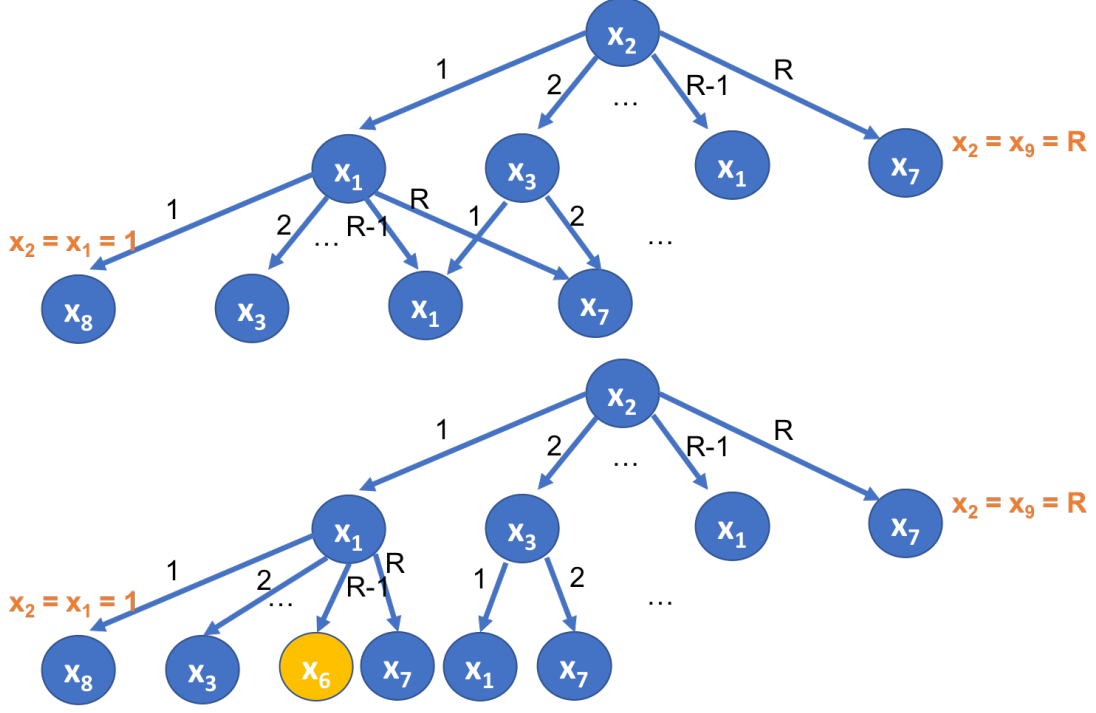 x₂
1
2
...
R-1
R
x₁
x₃
x₁
x₇
x₂ = x₉ = R
1
2
...
R-1
R
1
2
...
x₂ = x₁ = 1
x₈
x₃
x₁
x₇
x₂
1
2
...
R-1
R
x₁
x₃
x₁
x₇
x₂ = x₉ = R
1
2
...
R-1
R
1
2
...
x₂ = x₁ = 1
x₈
x₃
x₆
x₇
x₁
x₇